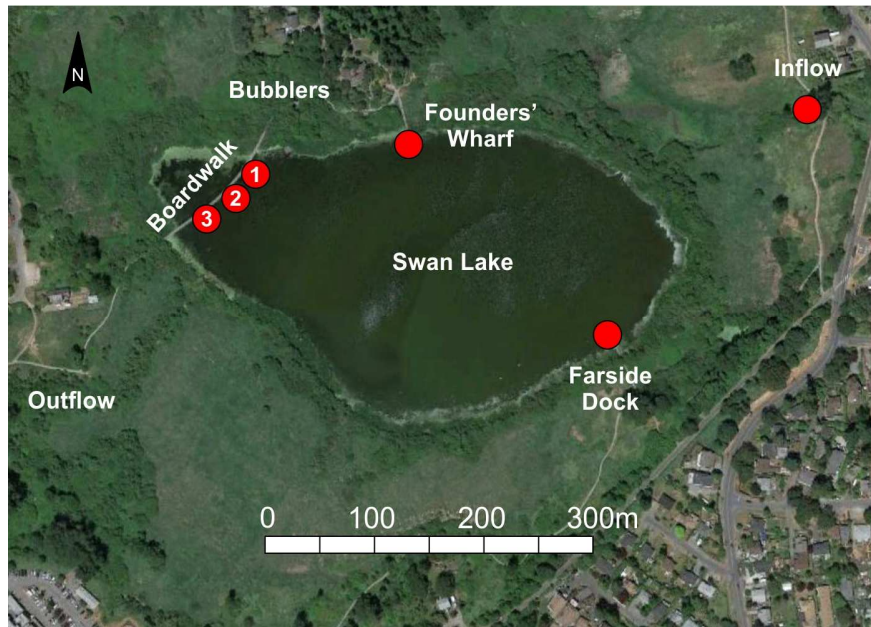 N
Inflow
Bubblers
Founders'
Wharf
Boardwalk
1
2
3
Swan Lake
Farside
Dock
Outflow
0 100 200 300m